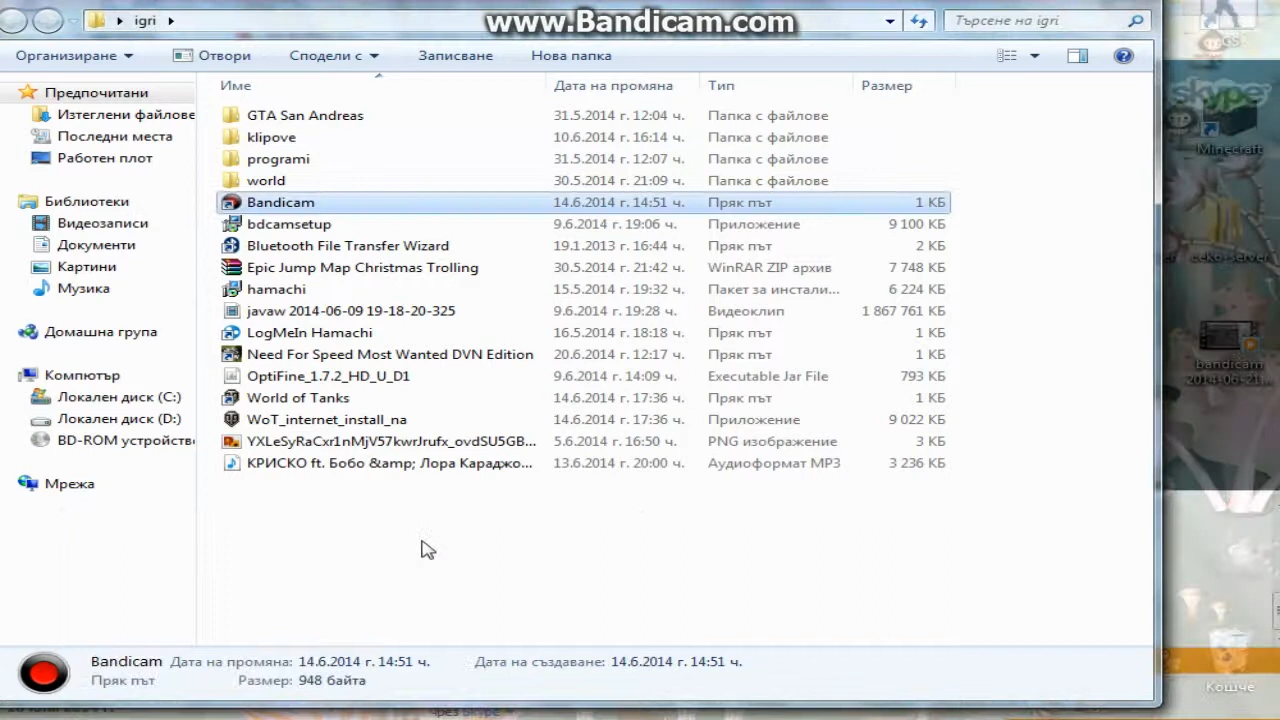 www.Bandicam.com
igri
Търсене на igri
Организиране
Отвори
Сподели с
Записване
Нова папка
Предпочитани
Изтеглени файлове
Последни места
Работен плот
Библиотеки
Видеозаписи
Документи
Картини
Музика
Домашна група
Компютър
Локален диск (C:)
Локален диск (D:)
BD-ROM устройство
Мрежа
Име Дата на промяна Тип Размер
GTA San Andreas 31.5.2014 г. 12:04 ч. Папка с файлове
klipove 10.6.2014 г. 16:14 ч. Папка с файлове
programi 31.5.2014 г. 12:07 ч. Папка с файлове
world 30.5.2014 г. 21:09 ч. Папка с файлове
Bandicam 14.6.2014 г. 14:51 ч. Пряк път 1 КБ
bdcamsetup 9.6.2014 г. 19:06 ч. Приложение 9 100 КБ
Bluetooth File Transfer Wizard 19.1.2013 г. 16:44 ч. Пряк път 2 КБ
Epic Jump Map Christmas Trolling 30.5.2014 г. 21:42 ч. WinRAR ZIP архив 7 748 КБ
hamachi 15.5.2014 г. 19:32 ч. Пакет за инстали... 6 224 КБ
javaw 2014-06-09 19-18-20-325 9.6.2014 г. 19:28 ч. Видеоклип 1 867 761 КБ
LogMeIn Hamachi 16.5.2014 г. 18:18 ч. Пряк път 1 КБ
Need For Speed Most Wanted DVN Edition 20.6.2014 г. 12:17 ч. Пряк път 1 КБ
OptiFine_1.7.2_HD_U_D1 9.6.2014 г. 14:09 ч. Executable Jar File 793 КБ
World of Tanks 14.6.2014 г. 17:36 ч. Пряк път 1 КБ
WoT_internet_install_na 14.6.2014 г. 17:36 ч. Приложение 9 022 КБ
YXLeSyRaCxr1nMjV57kwrJrufx_ovdSU5GB... 5.6.2014 г. 16:50 ч. PNG изображение 3 КБ
КРИСКО ft. Бобо &amp; Лора Караджо... 13.6.2014 г. 20:00 ч. Аудиоформат MP3 3 236 КБ
Bandicam Дата на промяна: 14.6.2014 г. 14:51 ч. Дата на създаване: 14.6.2014 г. 14:51 ч.
Пряк път Размер: 948 байта
skype
Minecraft
ceko-server
bandicam
2014-06-21...
Кошче
чрез Skype